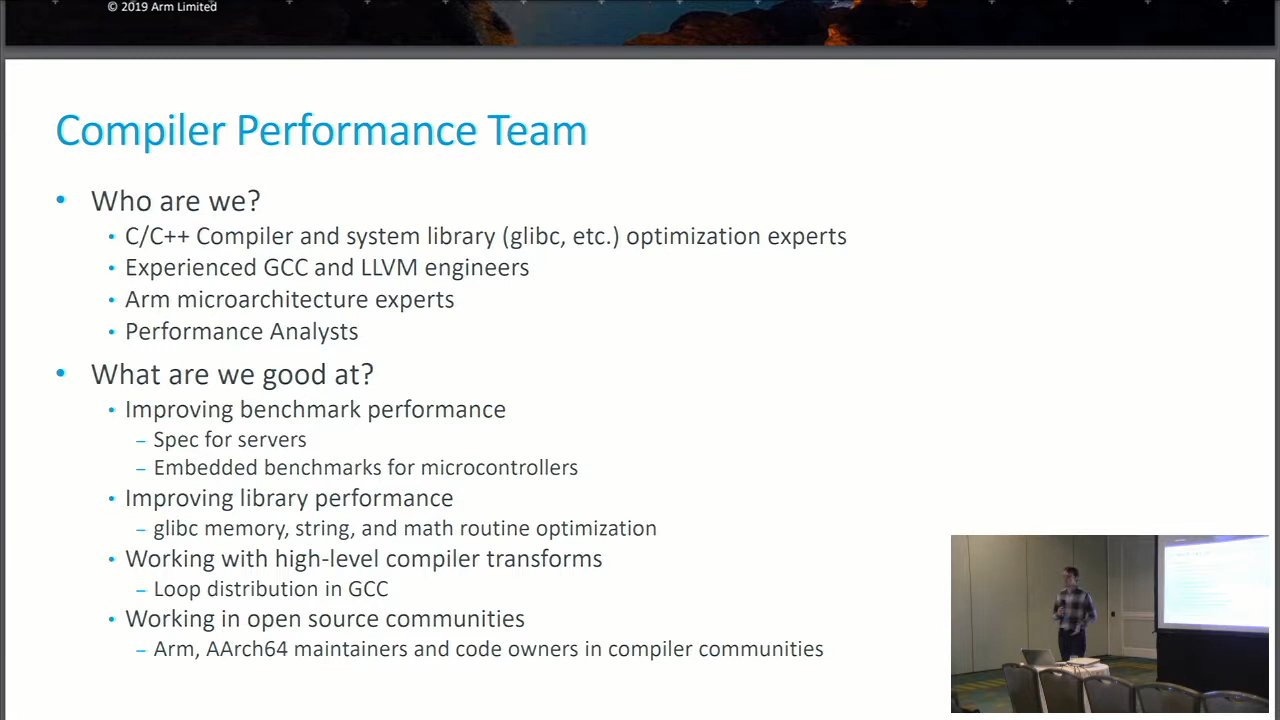 © 2019 Arm Limited
Compiler Performance Team
• Who are we?
• C/C++ Compiler and system library (glibc, etc.) optimization experts
• Experienced GCC and LLVM engineers
• Arm microarchitecture experts
• Performance Analysts
• What are we good at?
• Improving benchmark performance
– Spec for servers
– Embedded benchmarks for microcontrollers
• Improving library performance
– glibc memory, string, and math routine optimization
• Working with high-level compiler transforms
– Loop distribution in GCC
• Working in open source communities
– Arm, AArch64 maintainers and code owners in compiler communities